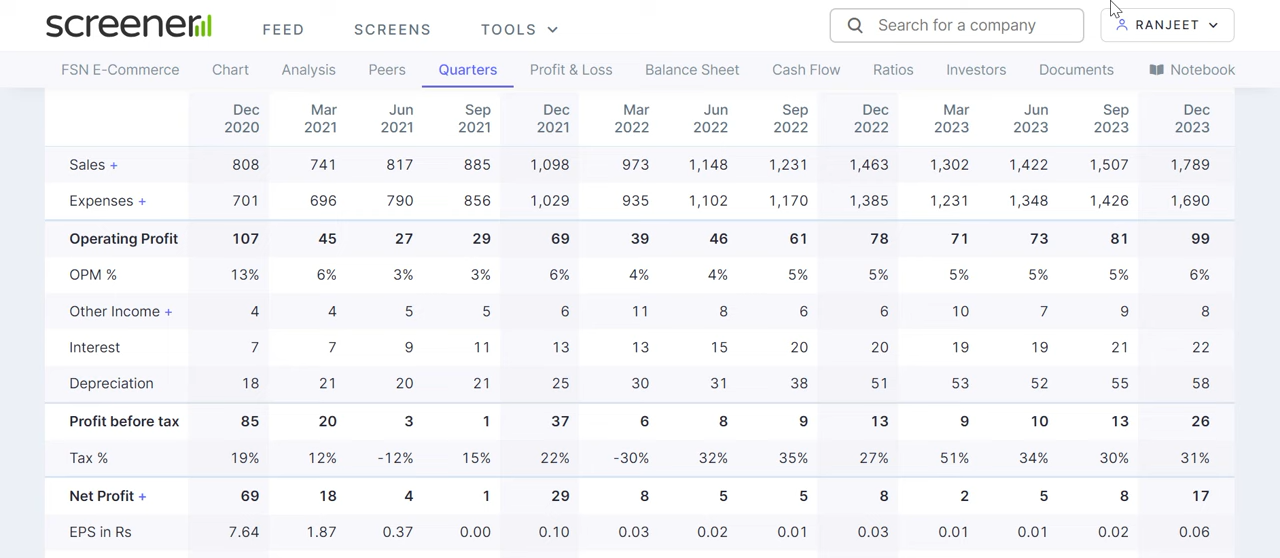 screener
FEED SCREENS TOOLS Search for a company RANJEET
FSN E-Commerce Chart Analysis Peers Quarters Profit & Loss Balance Sheet Cash Flow Ratios Investors Documents Notebook
Dec Mar Jun Sep Dec Mar Jun Sep Dec Mar Jun Sep Dec
2020 2021 2021 2021 2021 2022 2022 2022 2022 2023 2023 2023 2023
Sales + 808 741 817 885 1,098 973 1,148 1,231 1,463 1,302 1,422 1,507 1,789
Expenses + 701 696 790 856 1,029 935 1,102 1,170 1,385 1,231 1,348 1,426 1,690
Operating Profit 107 45 27 29 69 39 46 61 78 71 73 81 99
OPM % 13% 6% 3% 3% 6% 4% 4% 5% 5% 5% 5% 5% 6%
Other Income + 4 4 5 5 6 11 8 6 6 10 7 9 8
Interest 7 7 9 11 13 13 15 20 20 19 19 21 22
Depreciation 18 21 20 21 25 30 31 38 51 53 52 55 58
Profit before tax 85 20 3 1 37 6 8 9 13 9 10 13 26
Tax % 19% 12% -12% 15% 22% -30% 32% 35% 27% 51% 34% 30% 31%
Net Profit + 69 18 4 1 29 8 5 5 8 2 5 8 17
EPS in Rs 7.64 1.87 0.37 0.00 0.10 0.03 0.02 0.01 0.03 0.01 0.01 0.02 0.06